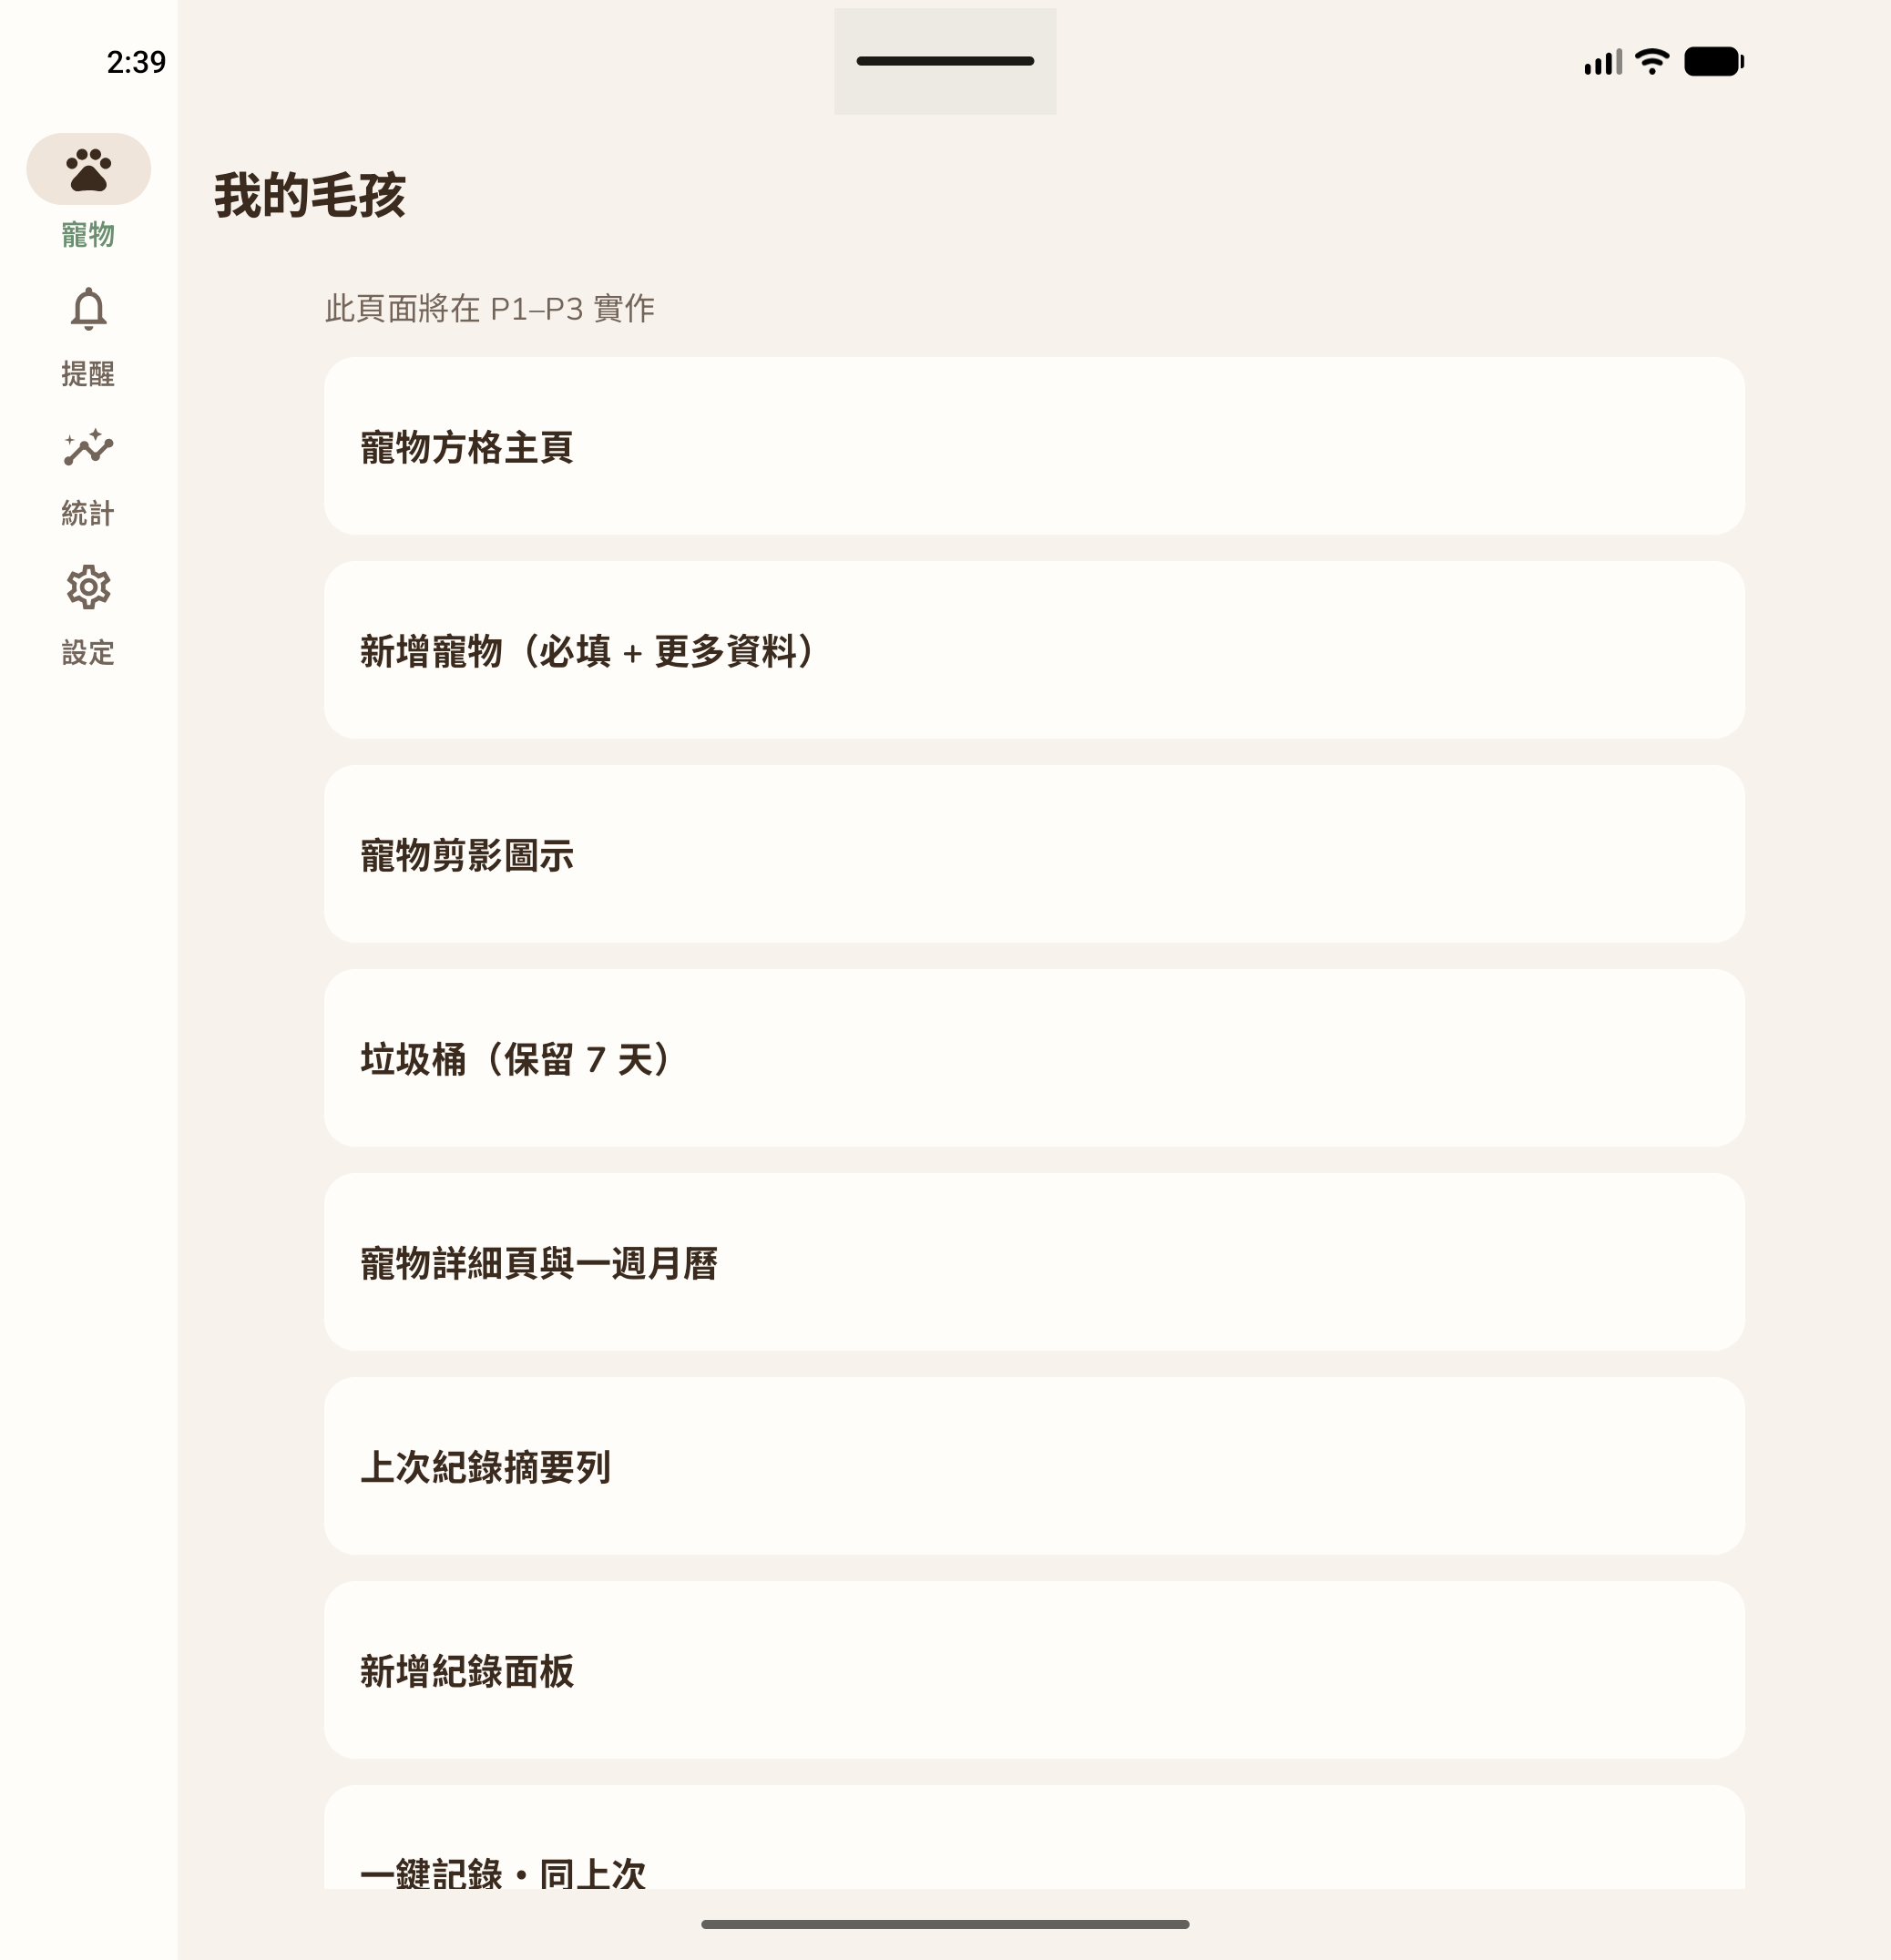 2:39
寵物
提醒
統計
設定
我的毛孩
此頁面將在 P1–P3 實作
寵物方格主頁
新增寵物（必填 + 更多資料）
寵物剪影圖示
垃圾桶（保留 7 天）
寵物詳細頁與一週月曆
上次紀錄摘要列
新增紀錄面板
一鍵記錄・同上次